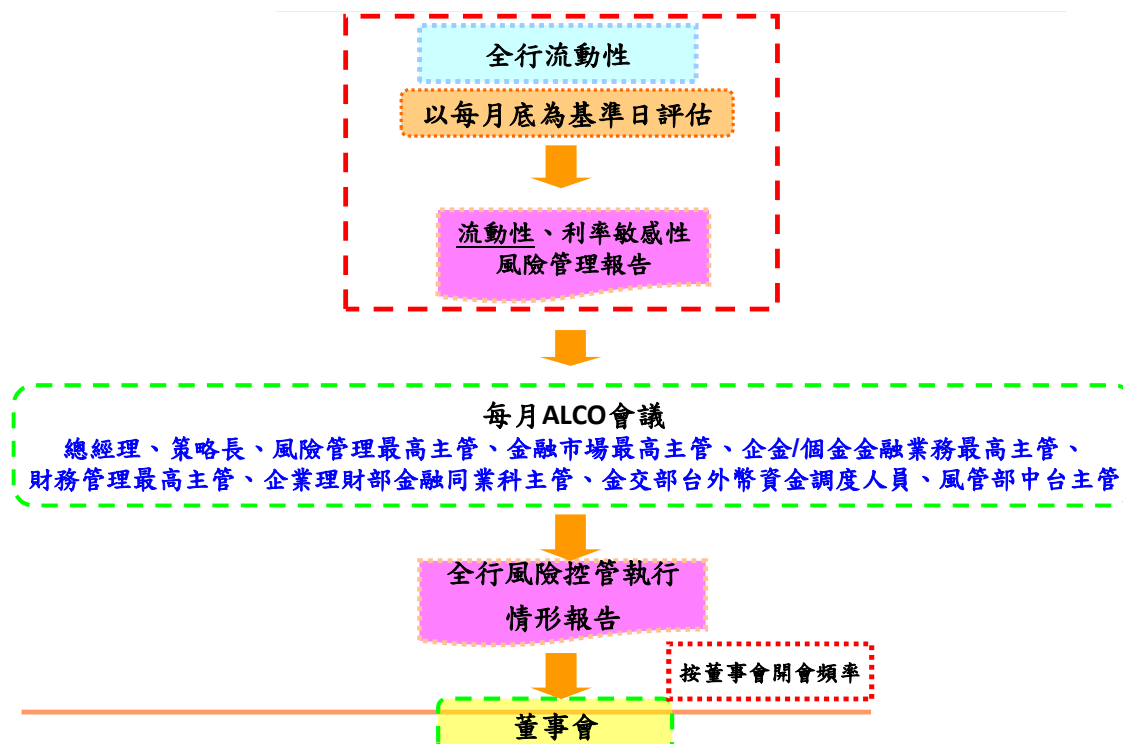 全行流動性
以每月底為基準日評估
流動性、利率敏感性
風險管理報告
每月ALCO會議
總經理、策略長、風險管理最高主管、金融市場最高主管、企金/個金金融業務最高主管、
財務管理最高主管、企業理財部金融同業科主管、金交部台外幣資金調度人員、風管部中台主管
全行風險控管執行
情形報告
按董事會開會頻率
董事會